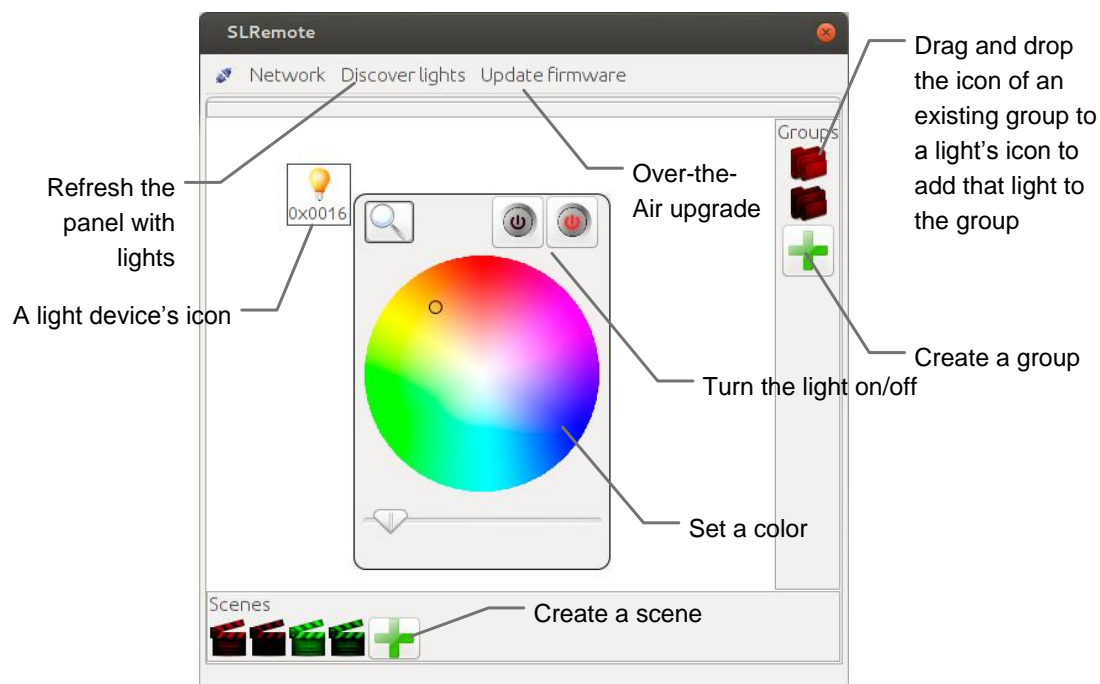 SLRemote
Network Discover lights Update firmware
Groups
0x0016
Scenes
Refresh the
panel with
lights
A light device's icon
Over-the-
Air upgrade
Drag and drop
the icon of an
existing group to
a light's icon to
add that light to
the group
Create a group
Turn the light on/off
Set a color
Create a scene